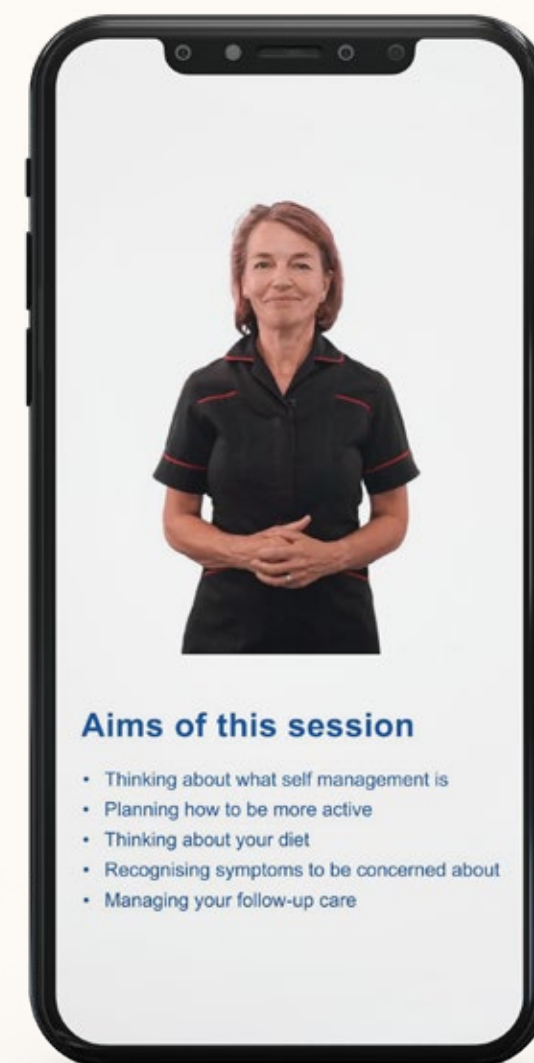 Aims of this session
• Thinking about what self management is
• Planning how to be more active
• Thinking about your diet
• Recognising symptoms to be concerned about
• Managing your follow-up care